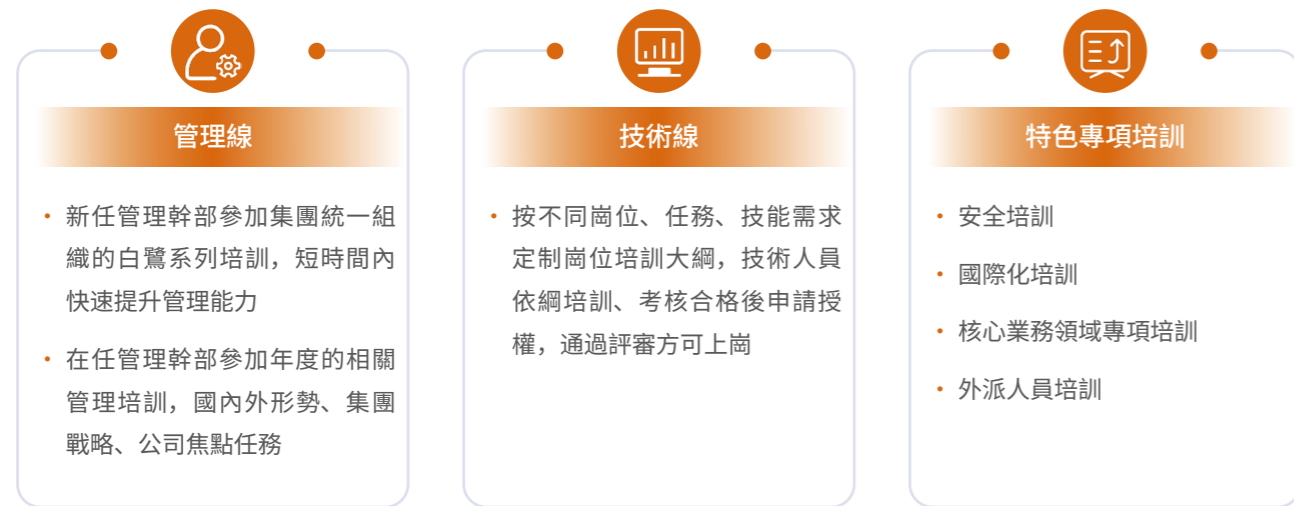 管理線
• 新任管理幹部參加集團統一組
織的白鷺系列培訓，短時間內
快速提升管理能力
• 在任管理幹部參加年度的相關
管理培訓，國內外形勢、集團
戰略、公司焦點任務
技術線
• 按不同崗位、任務、技能需求
定制崗位培訓大綱，技術人員
依綱培訓、考核合格後申請授
權，通過評審方可上崗
特色專項培訓
• 安全培訓
• 國際化培訓
• 核心業務領域專項培訓
• 外派人員培訓